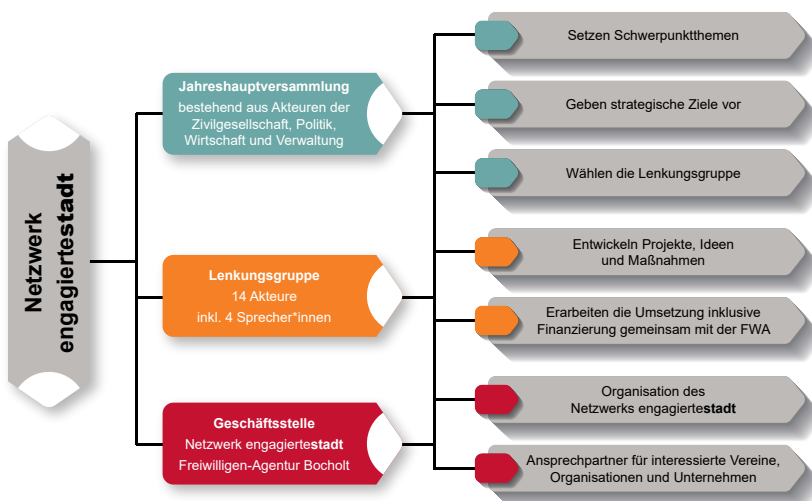 Netzwerk
engagiertestadt
Jahreshauptversammlung
bestehend aus Akteuren der
Zivilgesellschaft, Politik,
Wirtschaft und Verwaltung
Lenkungsgruppe
14 Akteure
inkl. 4 Sprecher*innen
Geschäftsstelle
Netzwerk engagiertestadt
Freiwilligen-Agentur Bocholt
Setzen Schwerpunktthemen
Geben strategische Ziele vor
Wählen die Lenkungsgruppe
Entwickeln Projekte, Ideen
und Maßnahmen
Erarbeiten die Umsetzung inklusive
Finanzierung gemeinsam mit der FWA
Organisation des
Netzwerks engagiertestadt
Ansprechpartner für interessierte Vereine,
Organisationen und Unternehmen